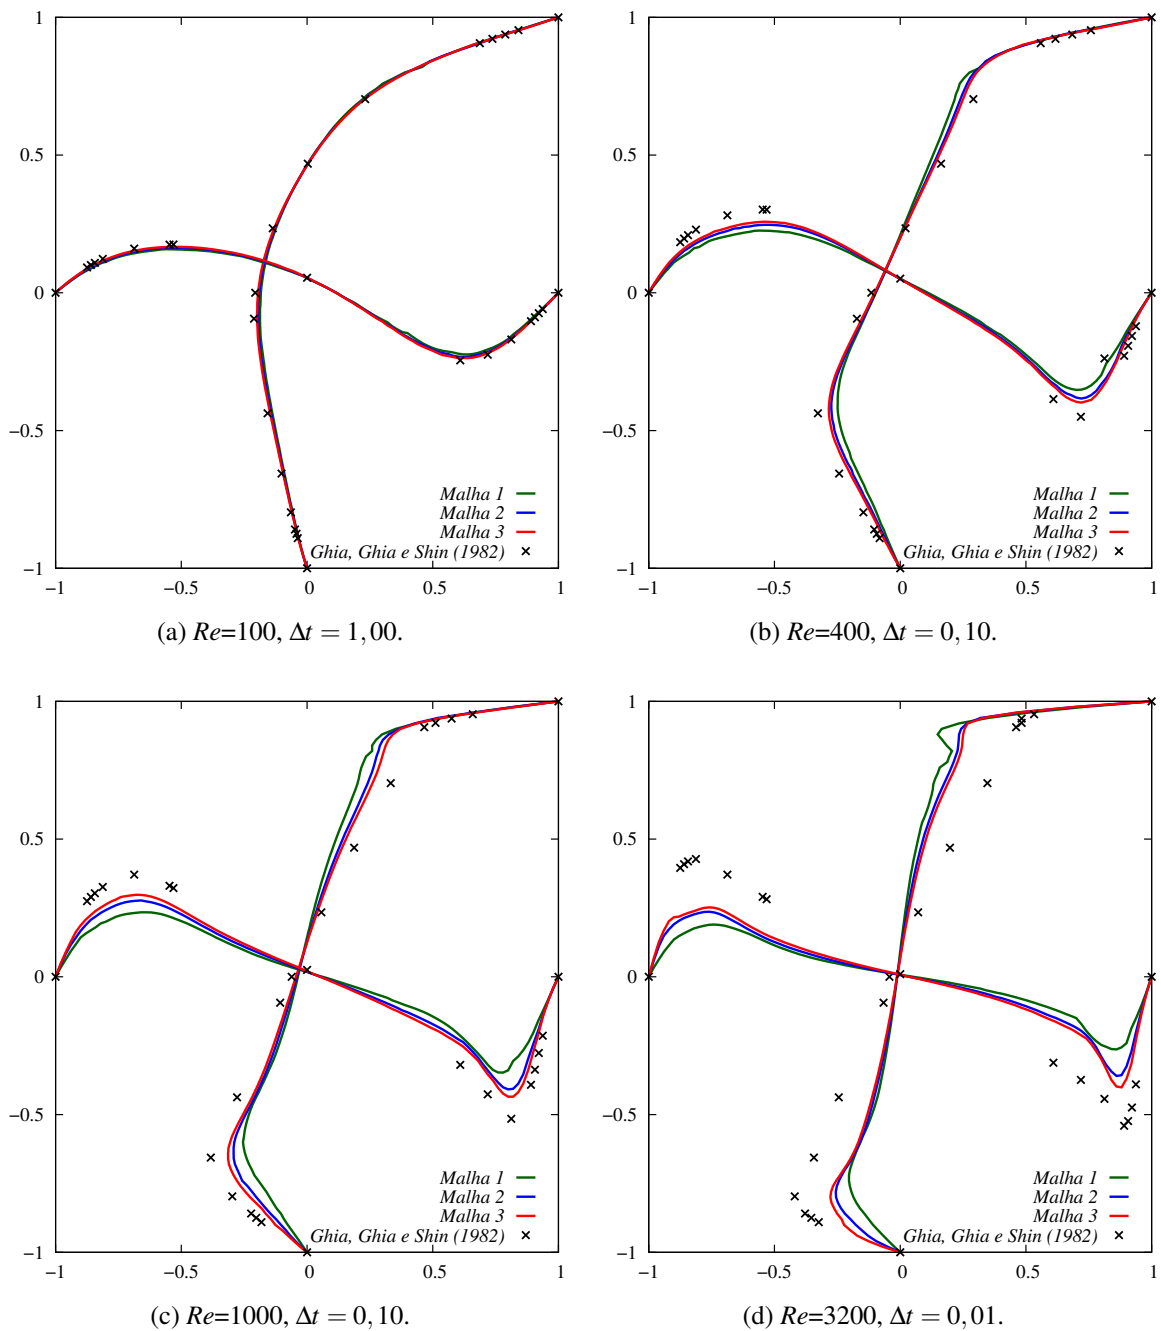 1
0.5
0
−0.5
−1
−1
−0.5
0
0.5
1
Malha 1
Malha 2
Malha 3
Ghia, Ghia e Shin (1982)
(a) Re=100, Δt = 1,00.
1
0.5
0
−0.5
−1
−1
−0.5
0
0.5
1
Malha 1
Malha 2
Malha 3
Ghia, Ghia e Shin (1982)
(b) Re=400, Δt = 0,10.
1
0.5
0
−0.5
−1
−1
−0.5
0
0.5
1
Malha 1
Malha 2
Malha 3
Ghia, Ghia e Shin (1982)
(c) Re=1000, Δt = 0,10.
1
0.5
0
−0.5
−1
−1
−0.5
0
0.5
1
Malha 1
Malha 2
Malha 3
Ghia, Ghia e Shin (1982)
(d) Re=3200, Δt = 0,01.